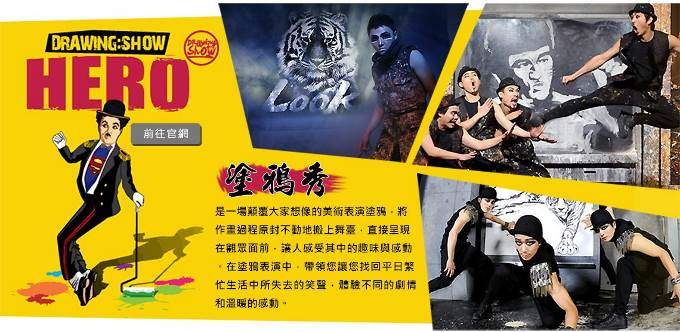 DRAWING:SHOW
DRAWING SHOW
HERO
前往官網
Look
塗鴉秀
是一場顛覆大家想像的美術表演塗鴉，將
作畫過程原封不動地搬上舞臺，直接呈現
在觀眾面前，讓人感受其中的趣味與感動
。在塗鴉表演中，帶領您讓您找回平日繁
忙生活中所失去的笑聲，體驗不同的劇情
和溫暖的感動。